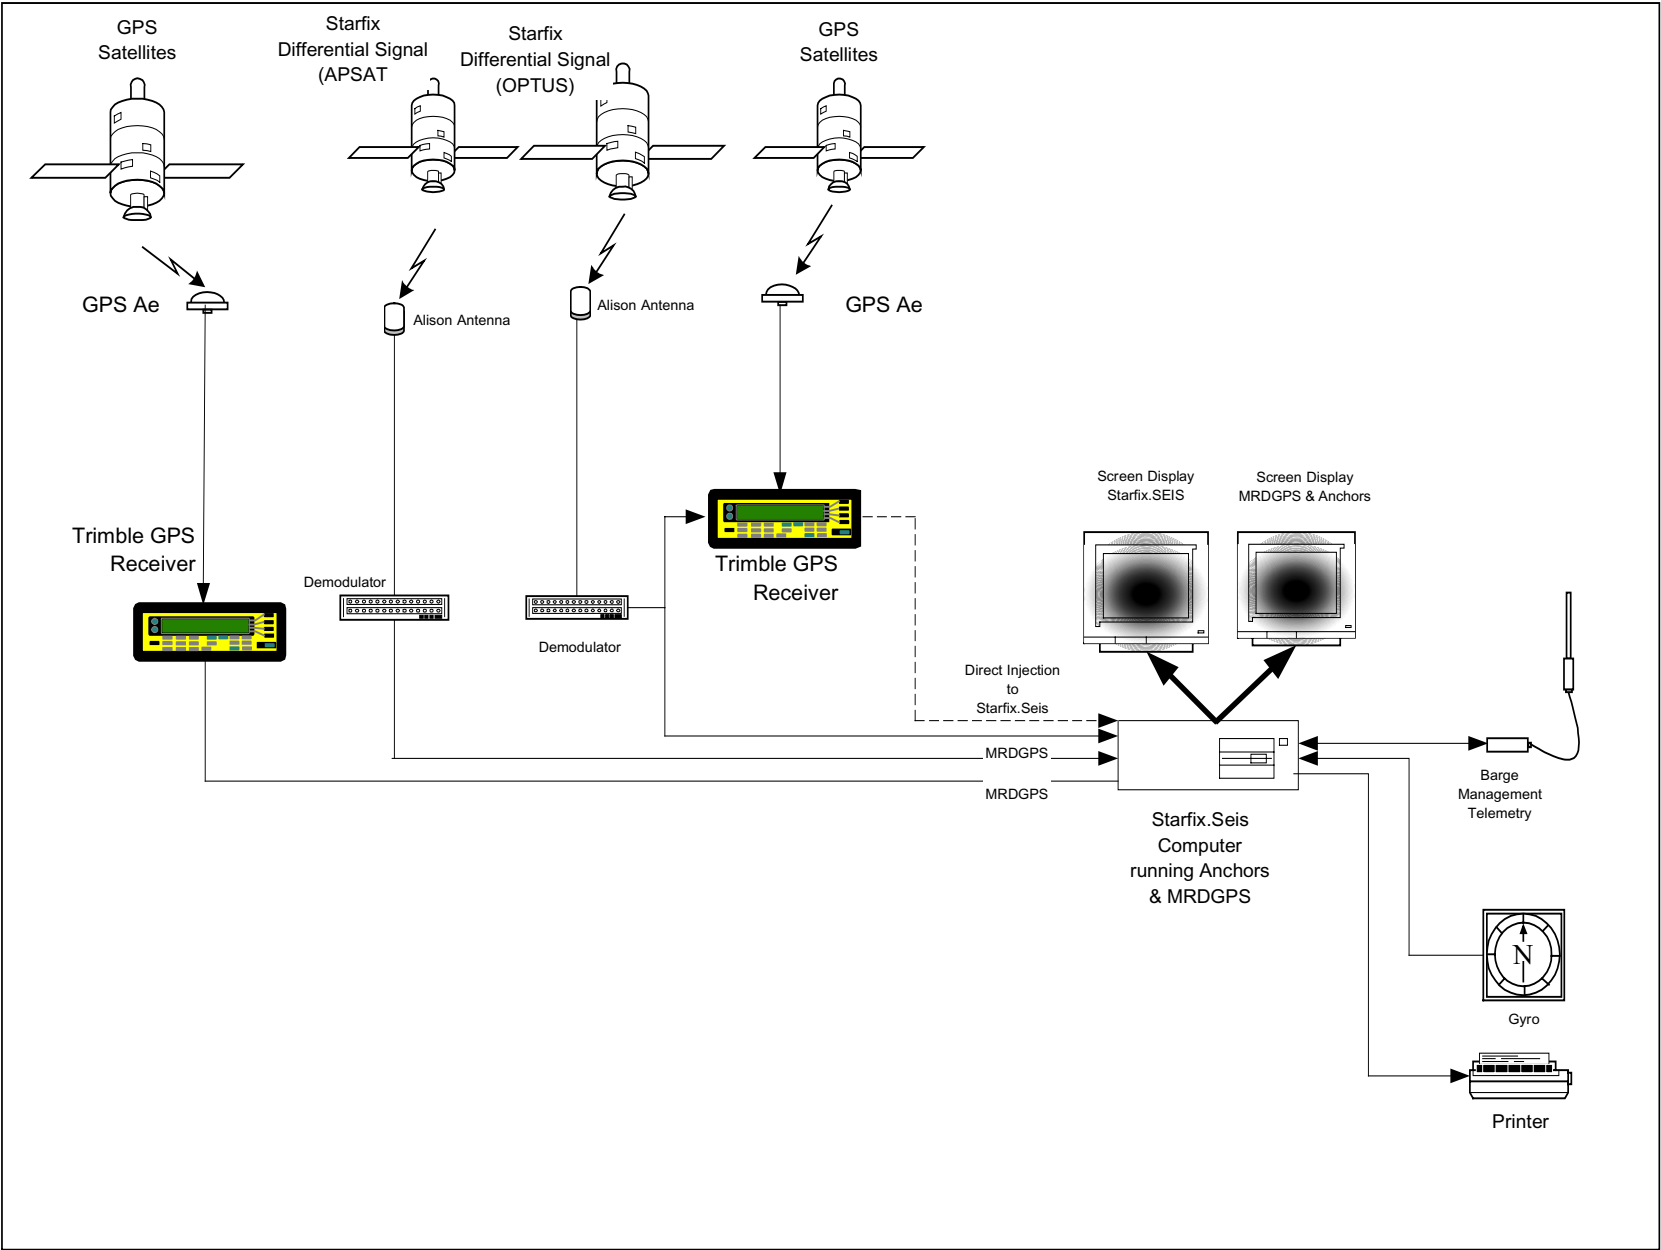 GPS
Satellites
Starfix
Differential Signal
(APSAT
Starfix
Differential Signal
(OPTUS)
GPS
Satellites
GPS Ae
Alison Antenna
Alison Antenna
GPS Ae
Trimble GPS
Receiver
Demodulator
Demodulator
Trimble GPS
Receiver
Screen Display
Starfix.SEIS
Screen Display
MRDGPS & Anchors
Direct Injection
to
Starfix.Seis
MRDGPS
MRDGPS
Starfix.Seis
Computer
running Anchors
& MRDGPS
Barge
Management
Telemetry
N
Gyro
Printer